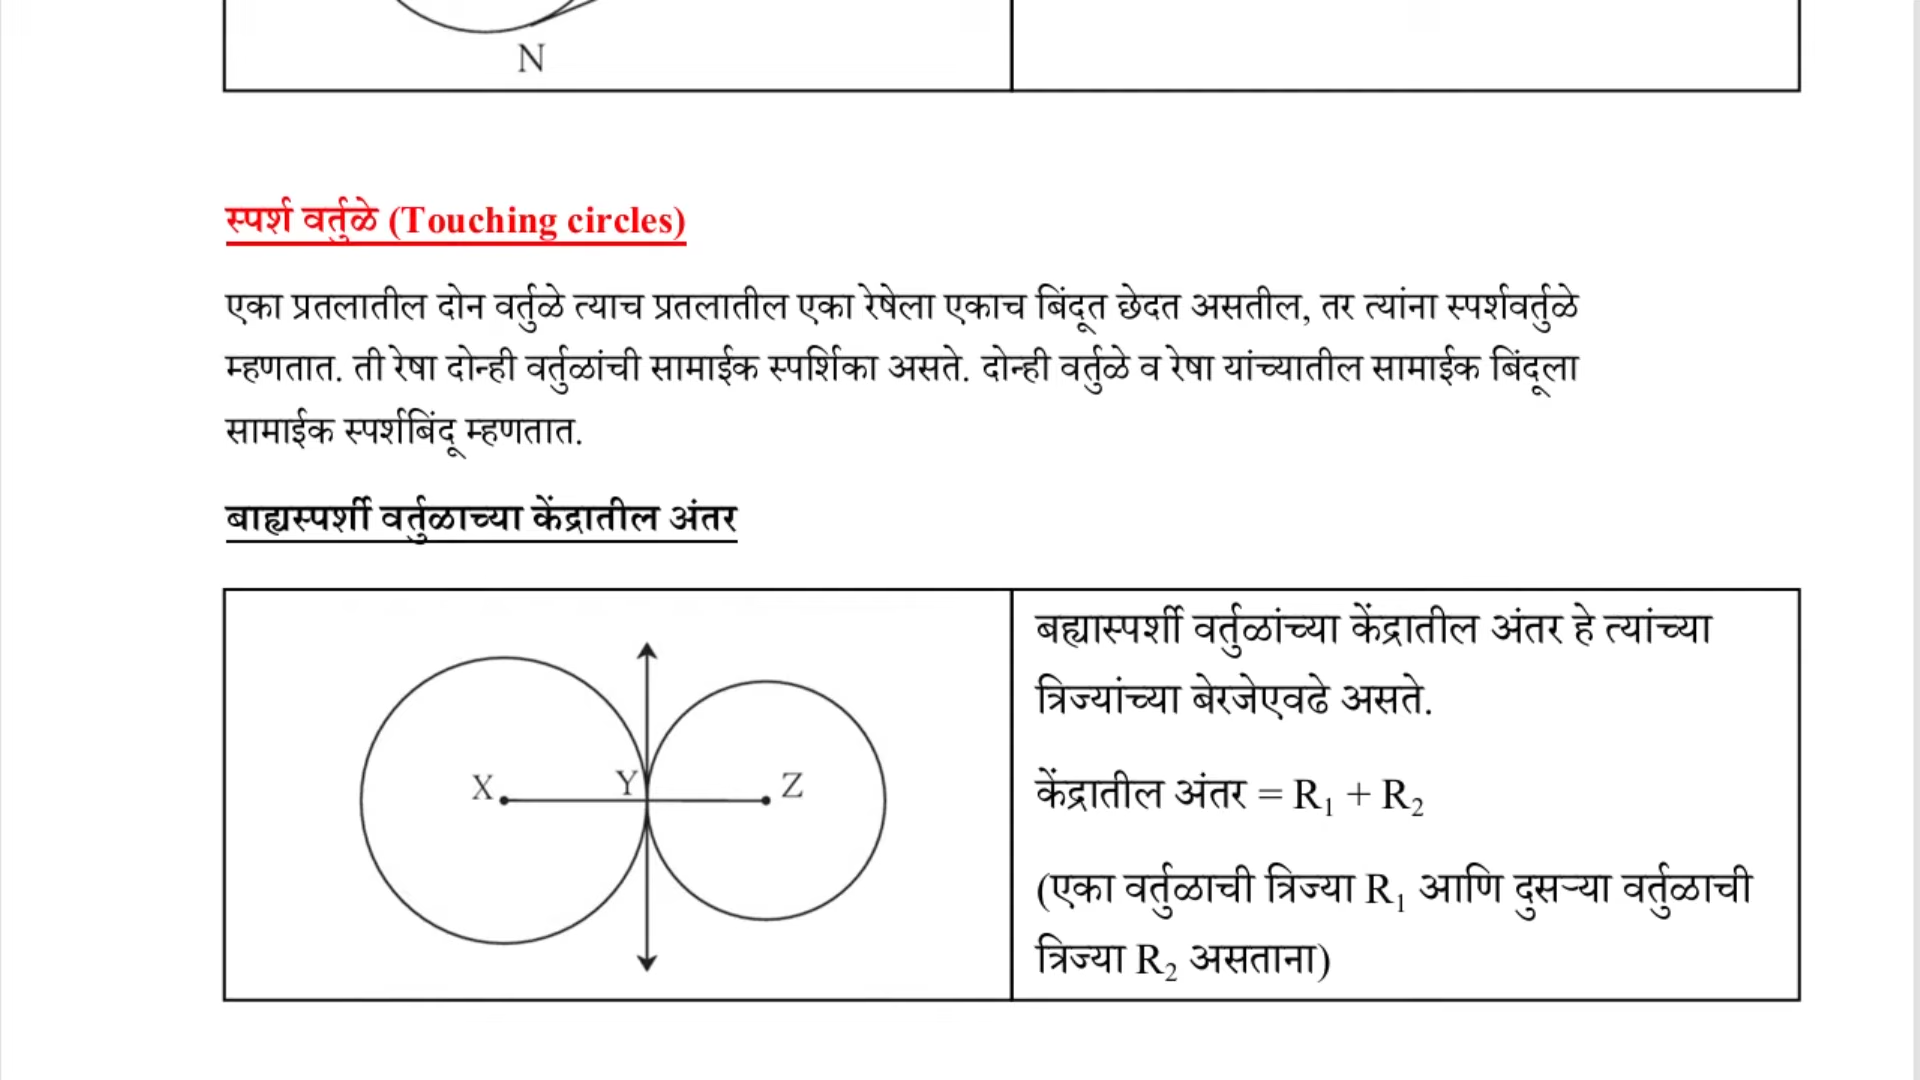 N
स्पर्श वर्तुळे (Touching circles)
एका प्रतलातील दोन वर्तुळे त्याच प्रतलातील एका रेषेला एकाच बिंदूत छेदत असतील, तर त्यांना स्पर्शवर्तुळे
म्हणतात. ती रेषा दोन्ही वर्तुळांची सामाईक स्पर्शिका असते. दोन्ही वर्तुळे व रेषा यांच्यातील सामाईक बिंदूला
सामाईक स्पर्शबिंदू म्हणतात.
बाह्यस्पर्शी वर्तुळाच्या केंद्रातील अंतर
X Y Z
बह्यास्पर्शी वर्तुळांच्या केंद्रातील अंतर हे त्यांच्या
त्रिज्यांच्या बेरजेएवढे असते.
केंद्रातील अंतर = R₁ + R₂
(एका वर्तुळाची त्रिज्या R₁ आणि दुसऱ्या वर्तुळाची
त्रिज्या R₂ असताना)